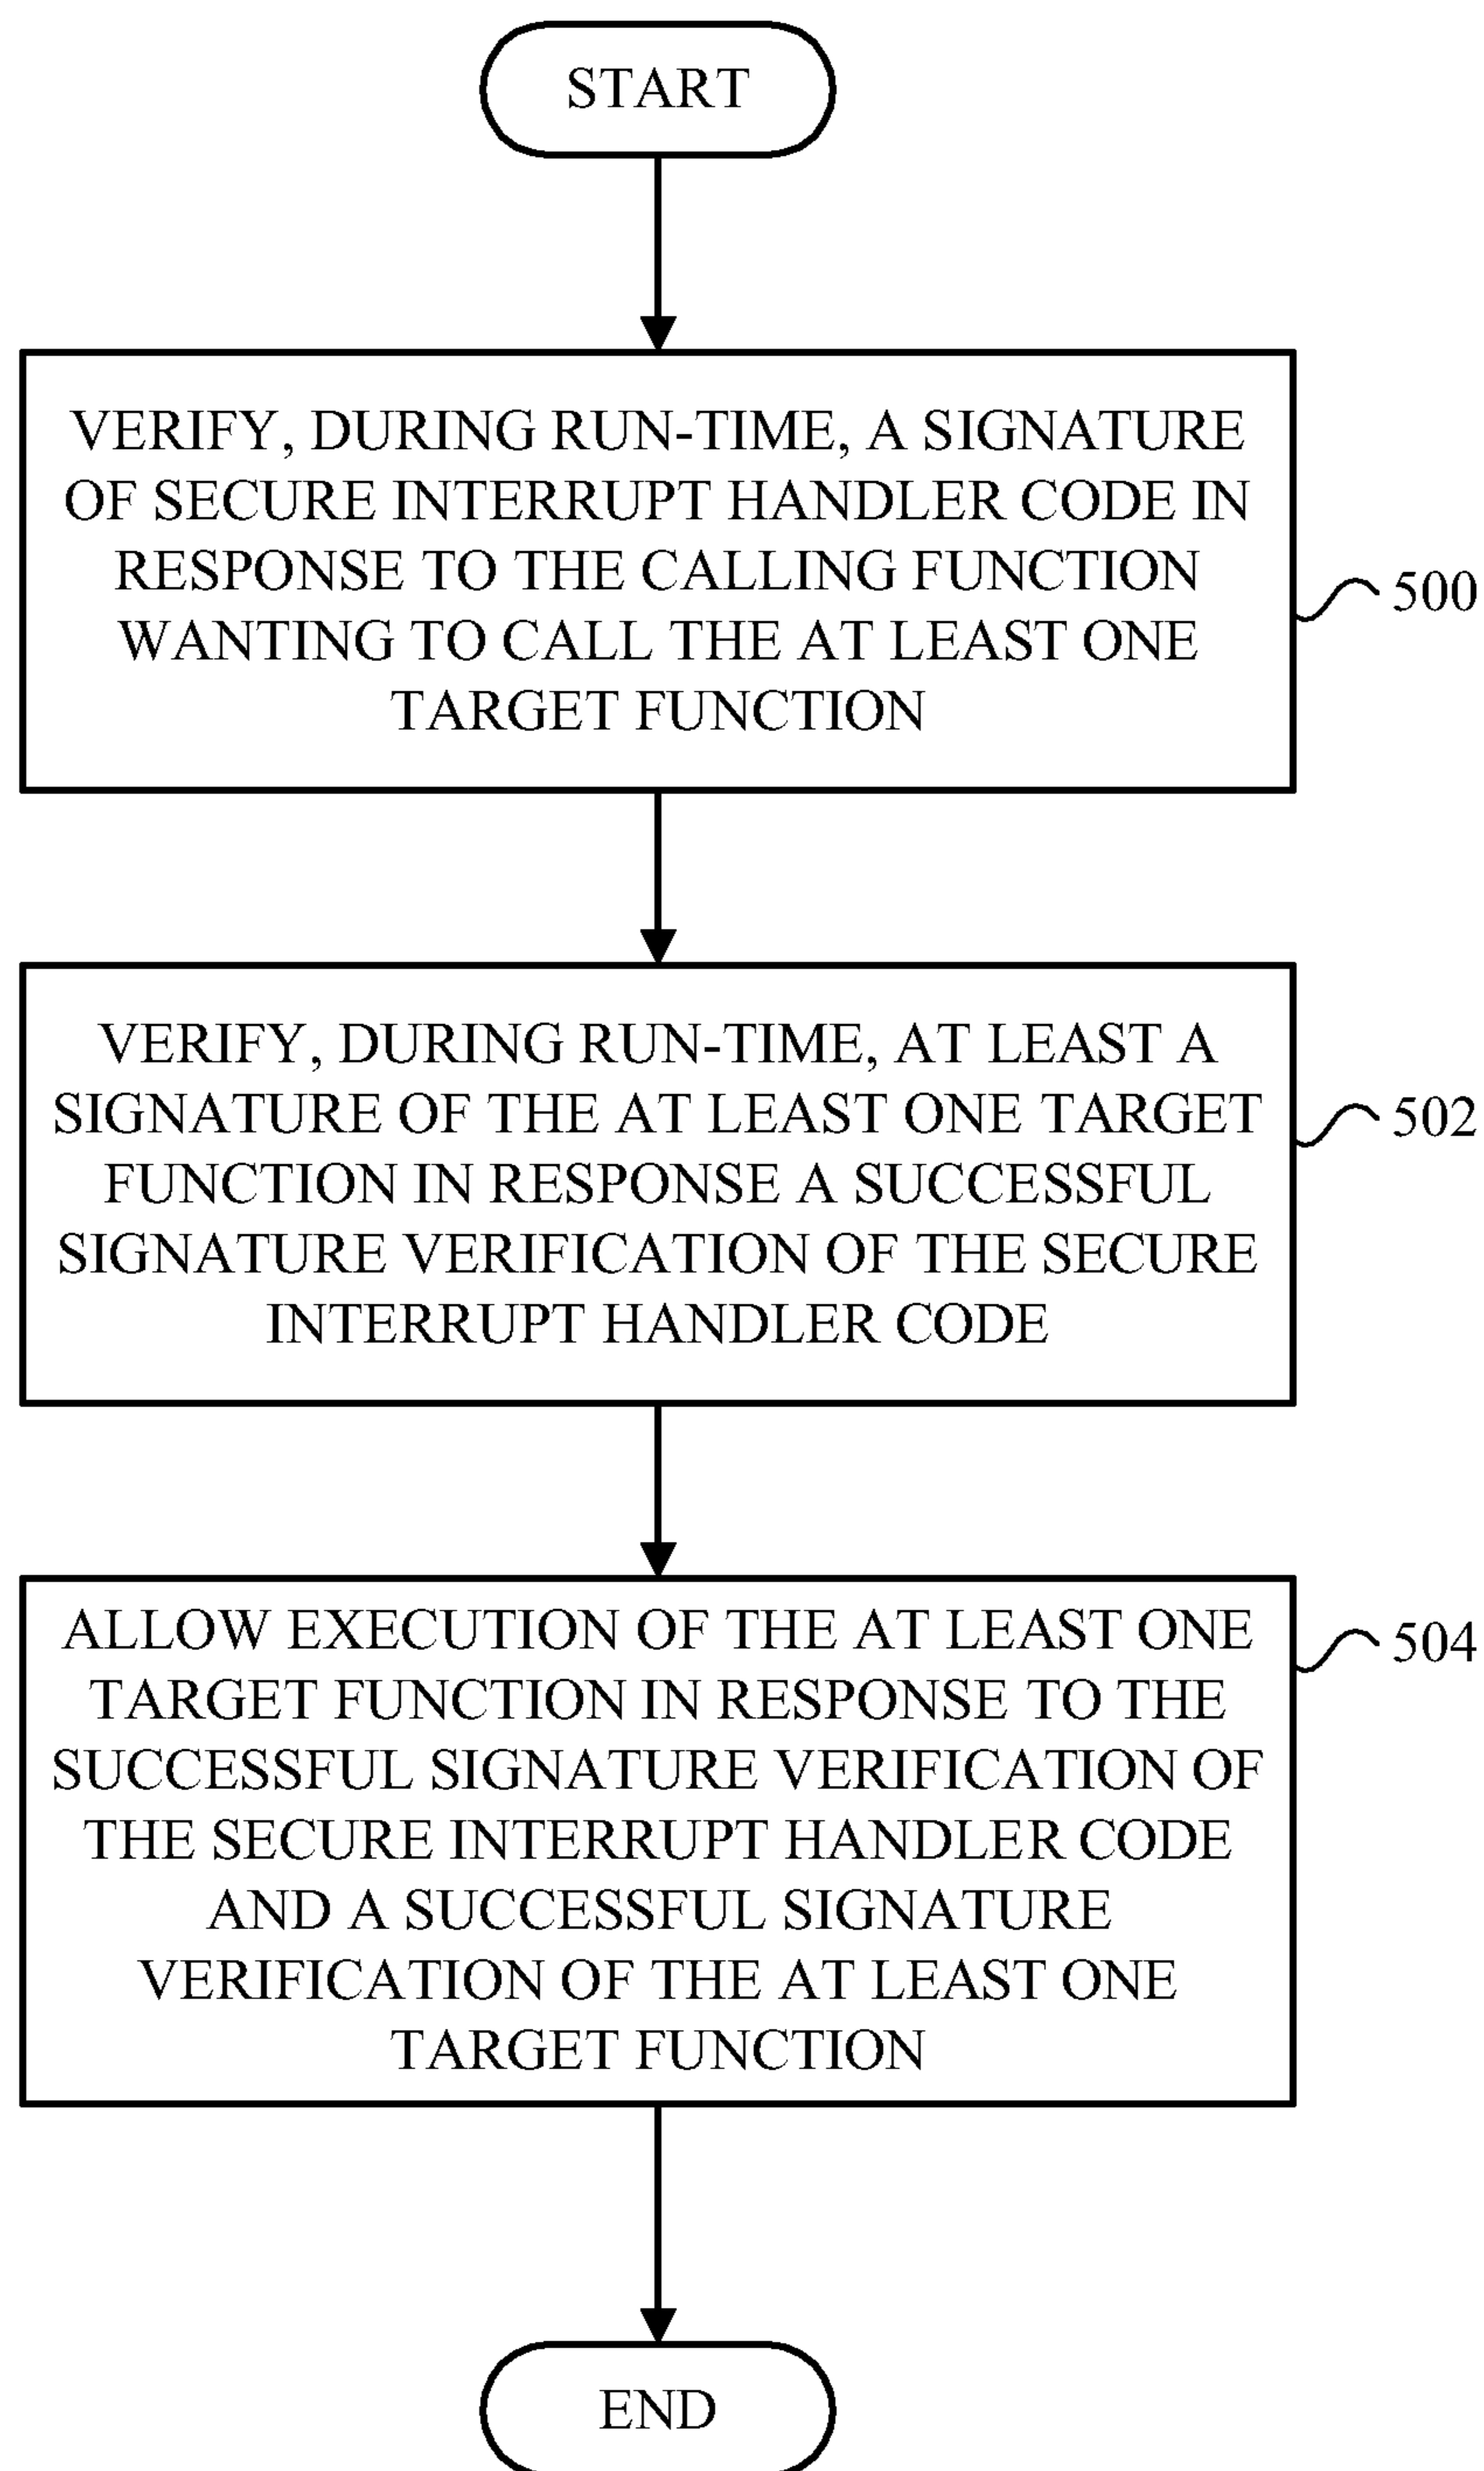 START
VERIFY, DURING RUN-TIME, A SIGNATURE
OF SECURE INTERRUPT HANDLER CODE IN
RESPONSE TO THE CALLING FUNCTION
WANTING TO CALL THE AT LEAST ONE
TARGET FUNCTION
500
VERIFY, DURING RUN-TIME, AT LEAST A
SIGNATURE OF THE AT LEAST ONE TARGET
FUNCTION IN RESPONSE A SUCCESSFUL
SIGNATURE VERIFICATION OF THE SECURE
INTERRUPT HANDLER CODE
502
ALLOW EXECUTION OF THE AT LEAST ONE
TARGET FUNCTION IN RESPONSE TO THE
SUCCESSFUL SIGNATURE VERIFICATION OF
THE SECURE INTERRUPT HANDLER CODE
AND A SUCCESSFUL SIGNATURE
VERIFICATION OF THE AT LEAST ONE
TARGET FUNCTION
504
END